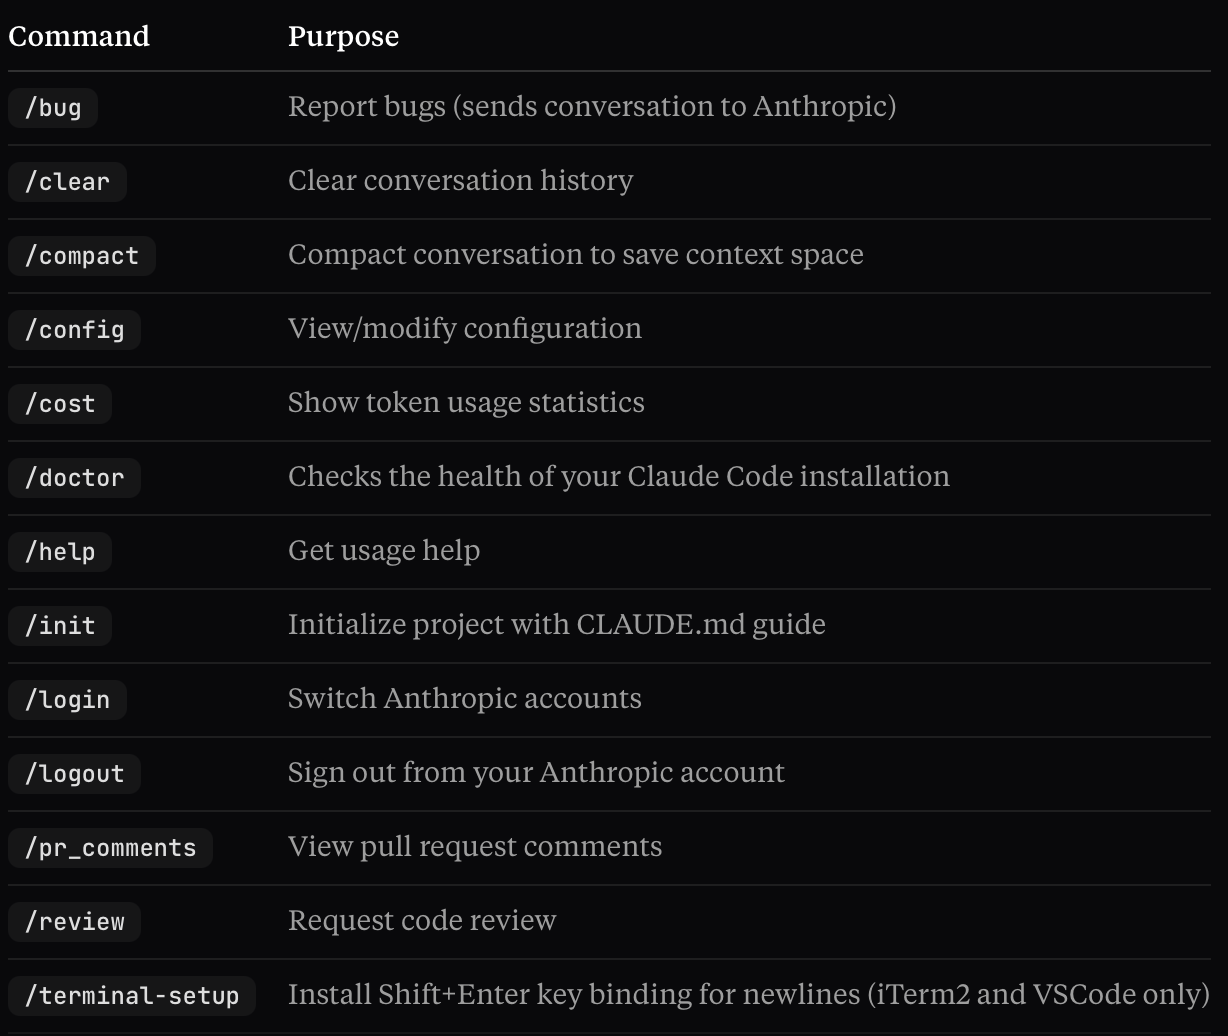 Command Purpose
/bug Report bugs (sends conversation to Anthropic)
/clear Clear conversation history
/compact Compact conversation to save context space
/config View/modify configuration
/cost Show token usage statistics
/doctor Checks the health of your Claude Code installation
/help Get usage help
/init Initialize project with CLAUDE.md guide
/login Switch Anthropic accounts
/logout Sign out from your Anthropic account
/pr_comments View pull request comments
/review Request code review
/terminal-setup Install Shift+Enter key binding for newlines (iTerm2 and VSCode only)